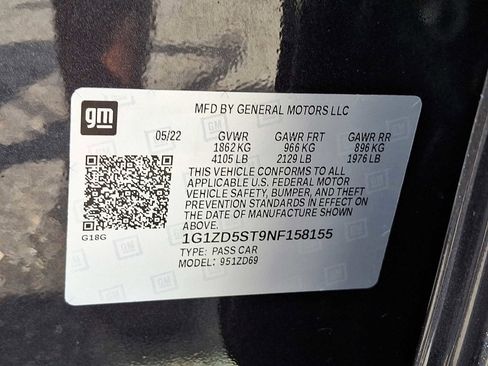 gm
MFD BY GENERAL MOTORS LLC
05/22 GVWR GAWR FRT GAWR RR
1862 KG 966 KG 896 KG
4105 LB 2129 LB 1976 LB
THIS VEHICLE CONFORMS TO ALL
APPLICABLE U.S. FEDERAL MOTOR
VEHICLE SAFETY, BUMPER, AND THEFT
PREVENTION STANDARDS IN EFFECT ON
THE DATE OF MANUFACTURE SHOWN
ABOVE.
G18G
1G1ZD5ST9NF158155
TYPE: PASS CAR
MODEL: 951ZD69